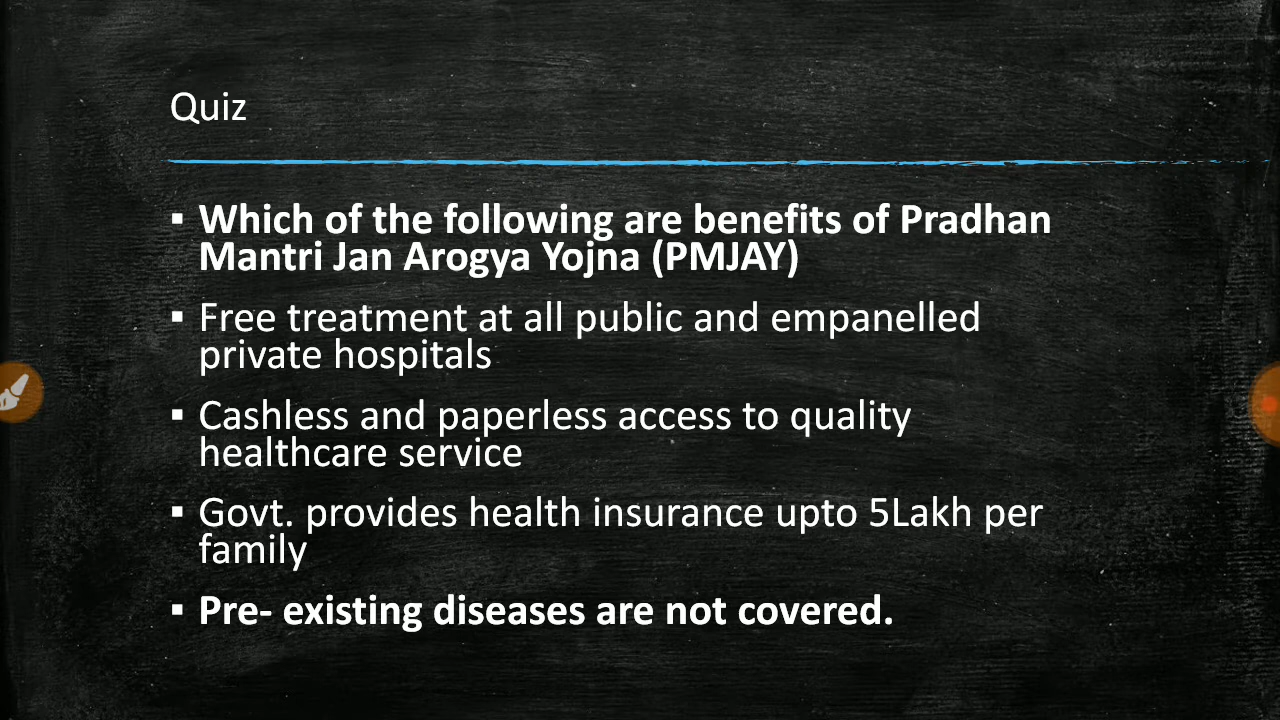 Quiz
▪ Which of the following are benefits of Pradhan
Mantri Jan Arogya Yojna (PMJAY)
▪ Free treatment at all public and empanelled
private hospitals
▪ Cashless and paperless access to quality
healthcare service
▪ Govt. provides health insurance upto 5Lakh per
family
▪ Pre- existing diseases are not covered.